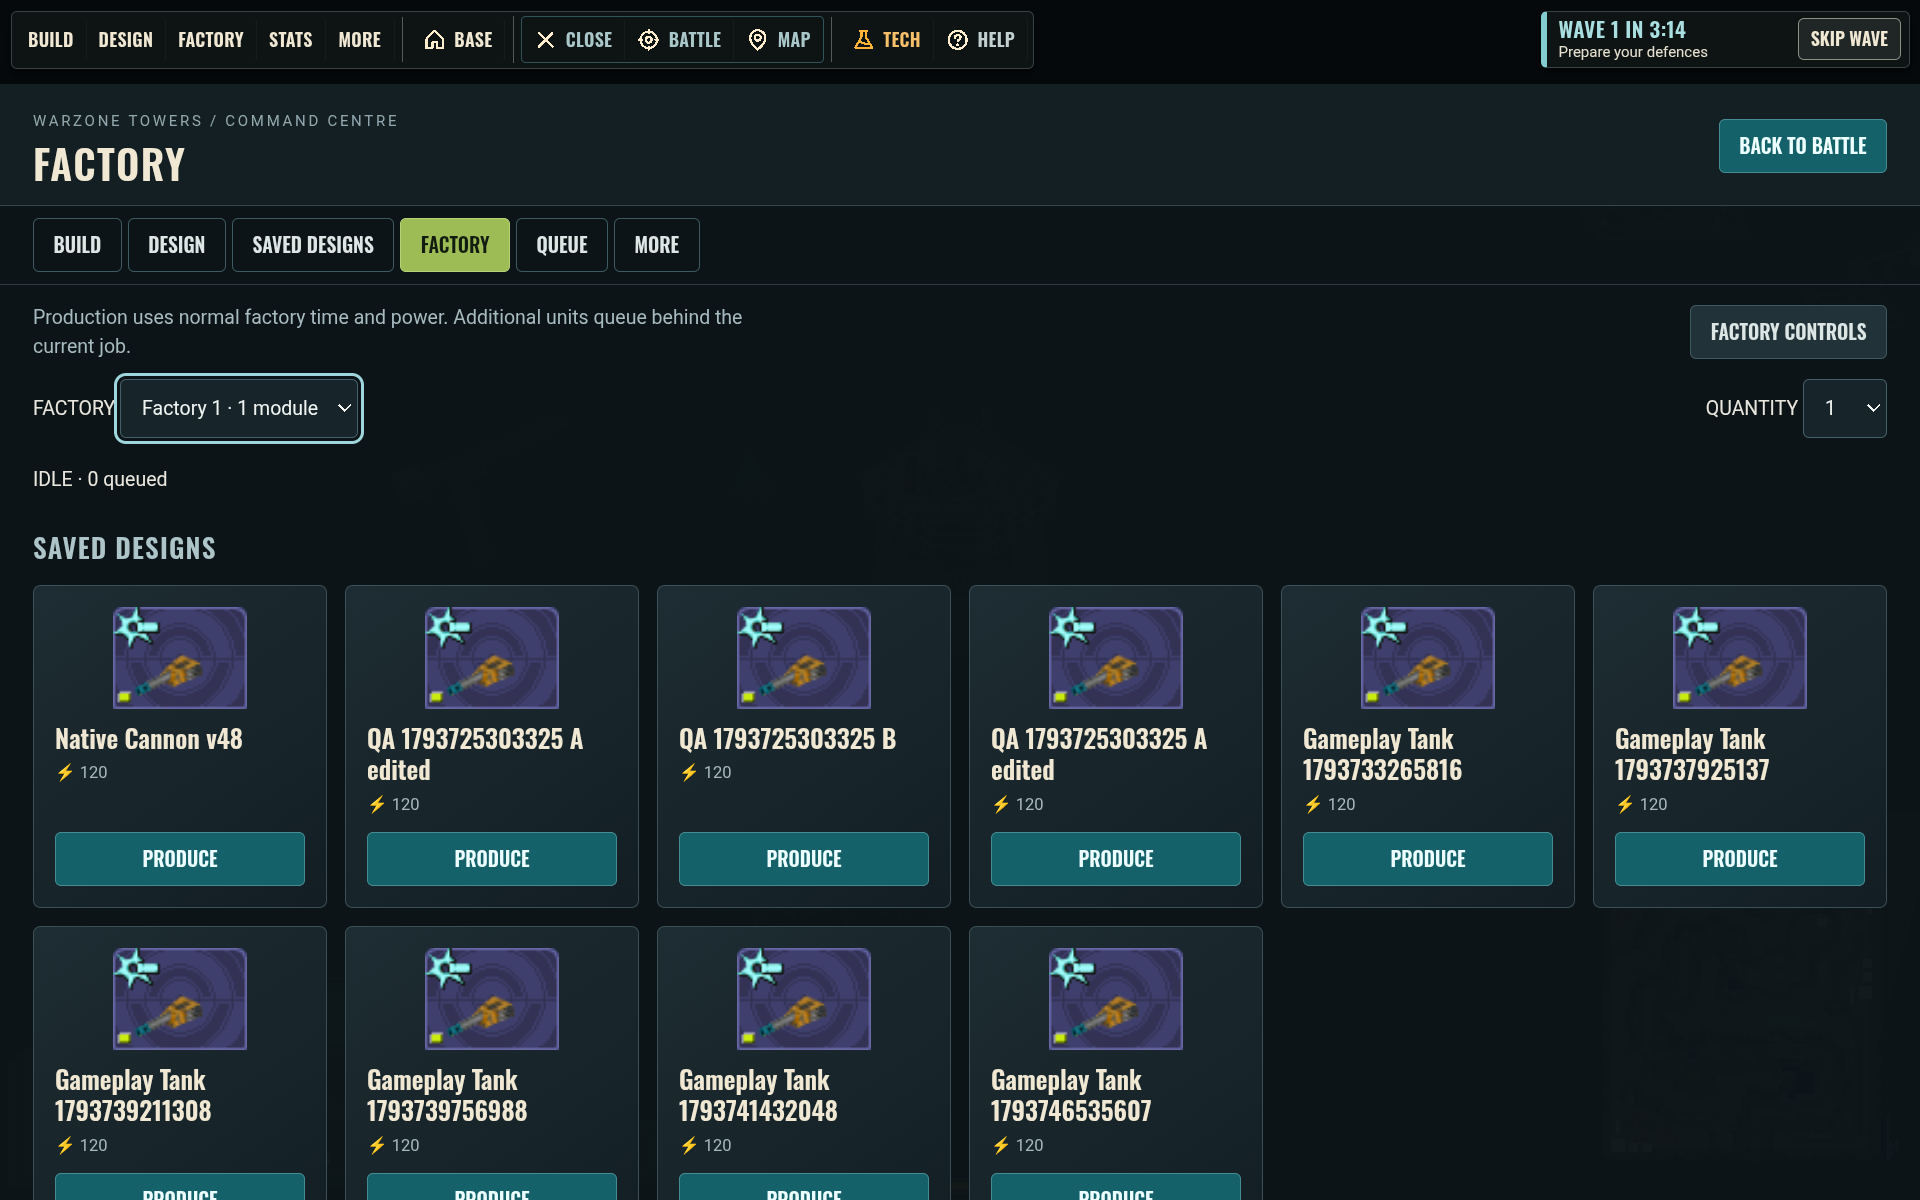 BUILD DESIGN FACTORY STATS MORE BASE CLOSE BATTLE MAP TECH HELP
WAVE 1 IN 3:14
Prepare your defences
SKIP WAVE
WARZONE TOWERS / COMMAND CENTRE
FACTORY
BACK TO BATTLE
BUILD DESIGN SAVED DESIGNS FACTORY QUEUE MORE
Production uses normal factory time and power. Additional units queue behind the
current job.
FACTORY CONTROLS
FACTORY Factory 1 · 1 module
QUANTITY 1
IDLE · 0 queued
SAVED DESIGNS
Native Cannon v48
⚡ 120
PRODUCE
QA 1793725303325 A
edited
⚡ 120
PRODUCE
QA 1793725303325 B
⚡ 120
PRODUCE
QA 1793725303325 A
edited
⚡ 120
PRODUCE
Gameplay Tank
1793733265816
⚡ 120
PRODUCE
Gameplay Tank
1793737925137
⚡ 120
PRODUCE
Gameplay Tank
1793739211308
⚡ 120
PRODUCE
Gameplay Tank
1793739756988
⚡ 120
PRODUCE
Gameplay Tank
1793741432048
⚡ 120
PRODUCE
Gameplay Tank
1793746535607
⚡ 120
PRODUCE